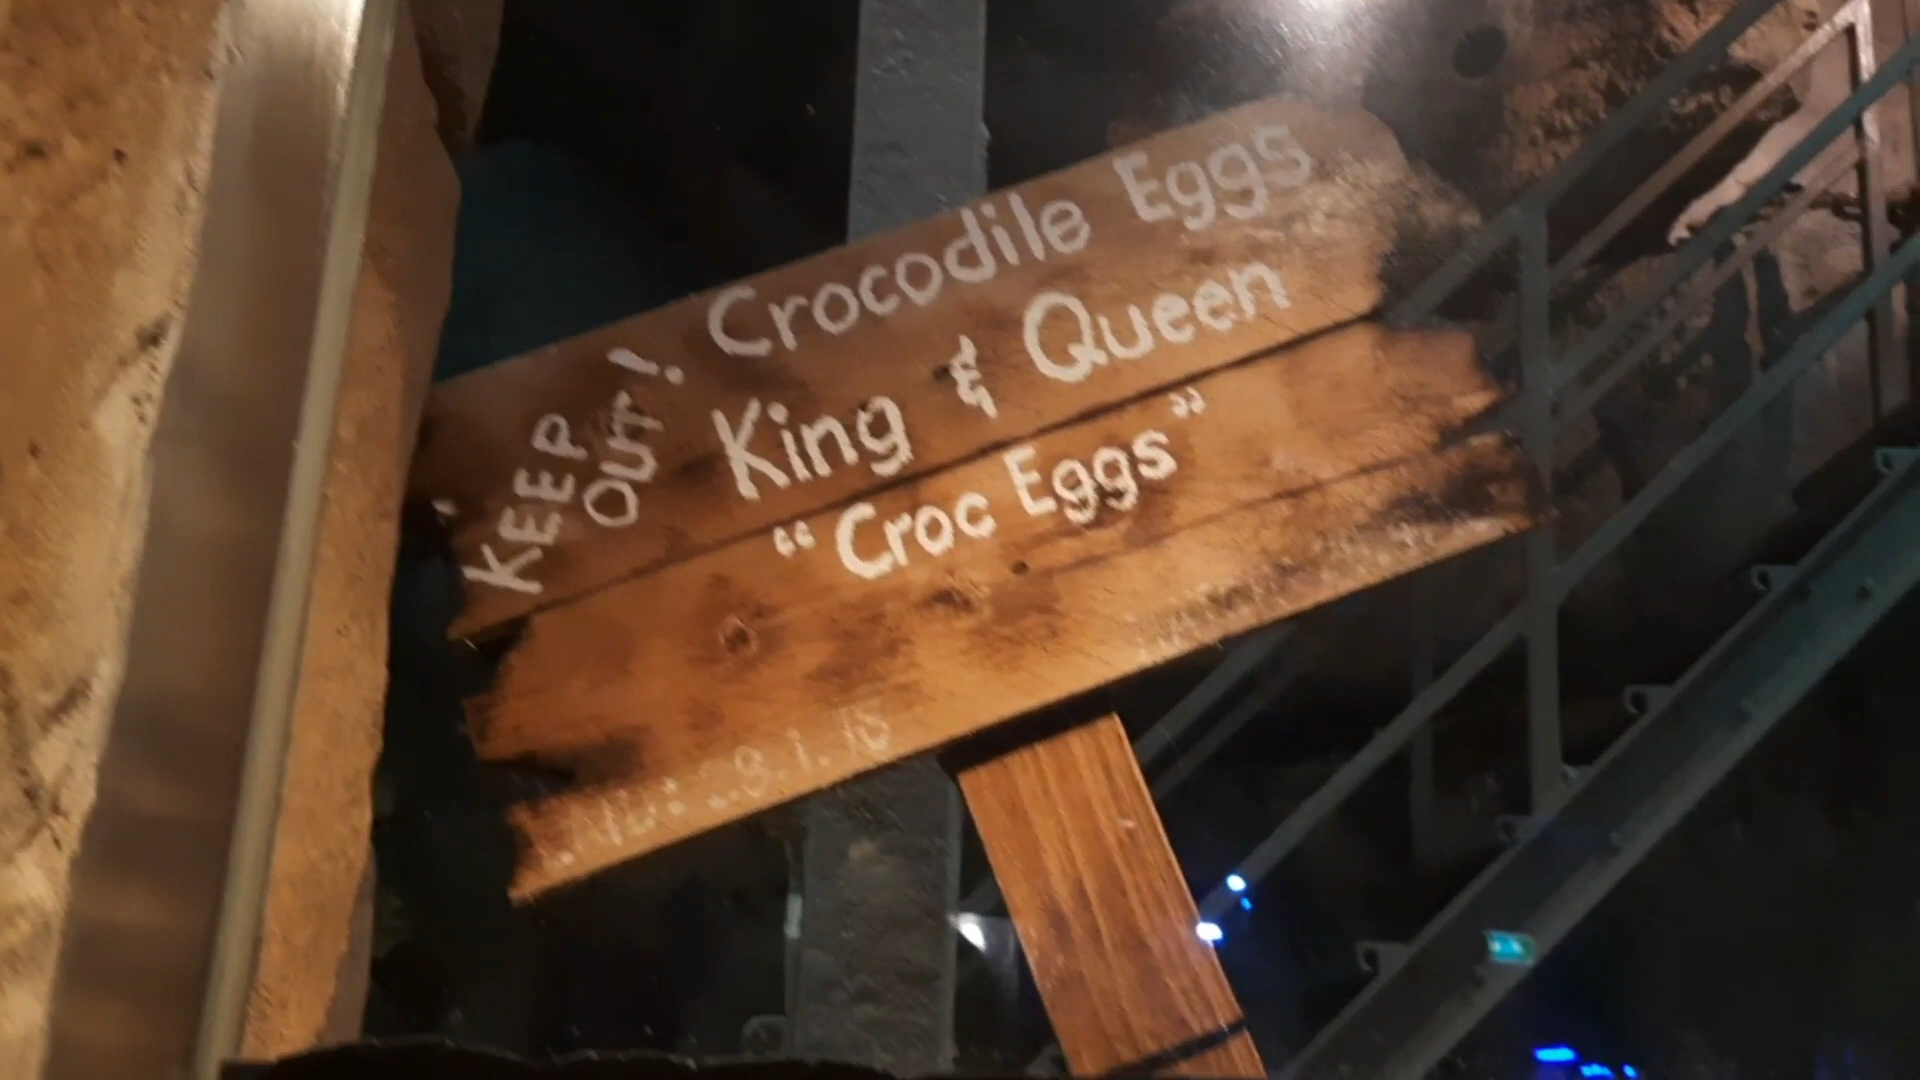 KEEP
OUT!
Crocodile Eggs
King & Queen
“Croc Eggs”